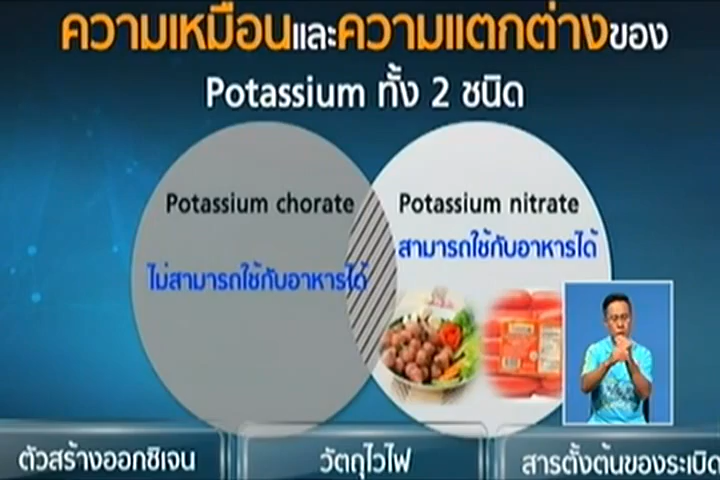 ความเหมือนและความแตกต่างของ
Potassium ทั้ง 2 ชนิด
Potassium chorate
ไม่สามารถใช้กับอาหารได้
Potassium nitrate
สามารถใช้กับอาหารได้
ตัวสร้างออกซิเจน
วัตถุไวไฟ
สารตั้งต้นของระเบิด